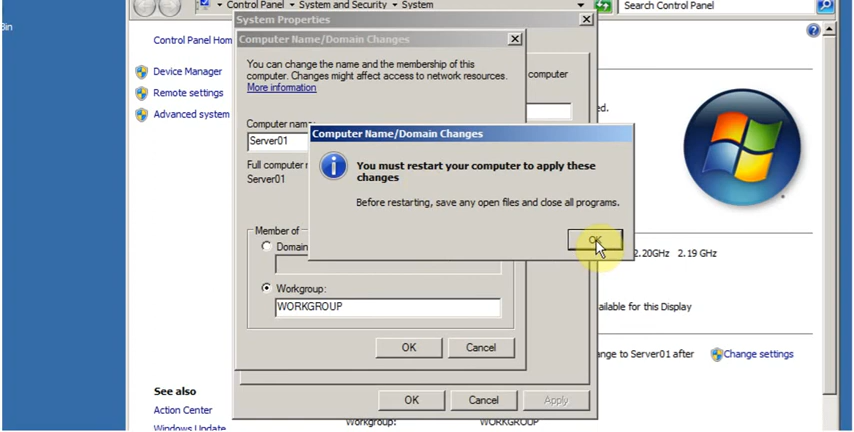 Control Panel ▸ System and Security ▸ System
Search Control Panel
Bin
System Properties
Control Panel Hom
Computer Name/Domain Changes
Device Manager
You can change the name and the membership of this
computer. Changes might affect access to network resources.
More information
computer
Remote settings
Advanced system
ed.
Computer name:
Server01
Full computer
Server01
Computer Name/Domain Changes
You must restart your computer to apply these
changes
Before restarting, save any open files and close all programs.
OK
Member of
Domain
2.20GHz 2.19 GHz
Workgroup:
WORKGROUP
ailable for this Display
OK
Cancel
ange to Server01 after
Change settings
See also
OK
Cancel
Apply
Action Center
Windows Update
Workgroup:
WORKGROUP